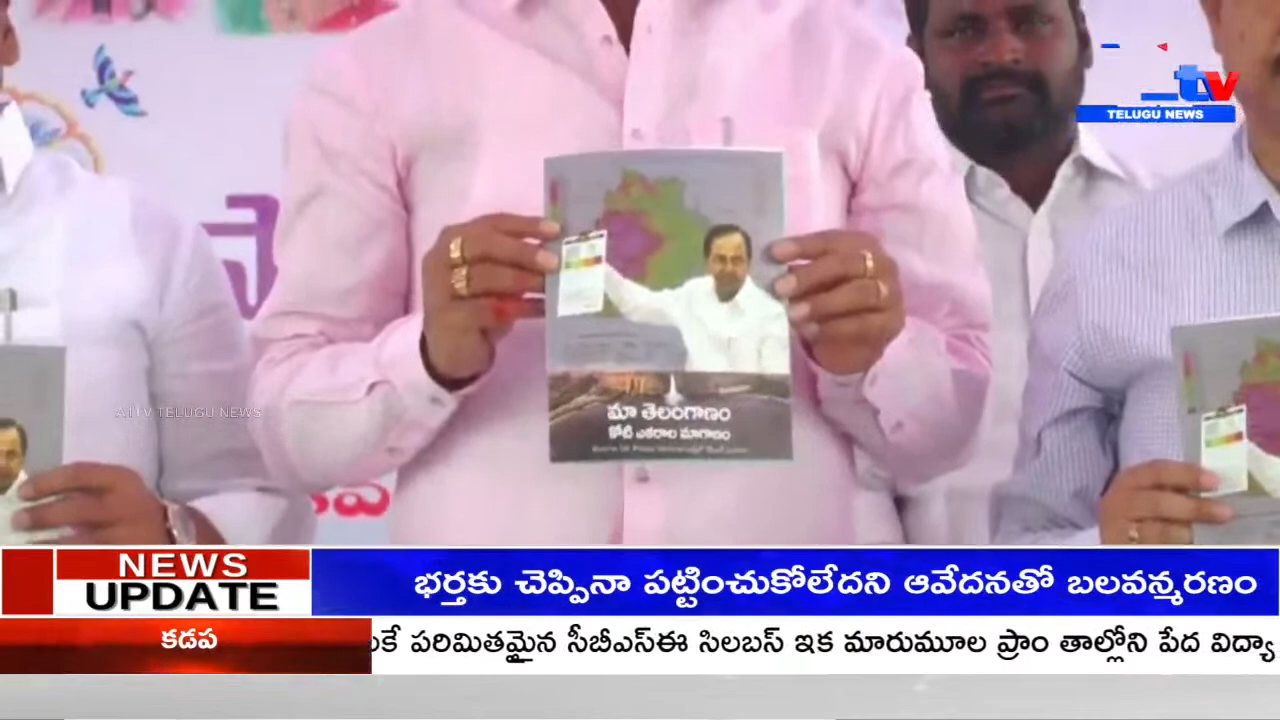 tv
TELUGU NEWS
ATTV TELUGU NEWS
మా తెలంగాణం
కోటి ఎకరాల మాగాణం
NEWS
UPDATE
భర్తకు చెప్పినా పట్టించుకోలేదని ఆవేదనతో బలవన్మరణం
కడప
కే పరిమితమైన సీబీఎస్ఈ సిలబస్ ఇక మారుమూల ప్రాం తాల్లోని పేద విద్యా